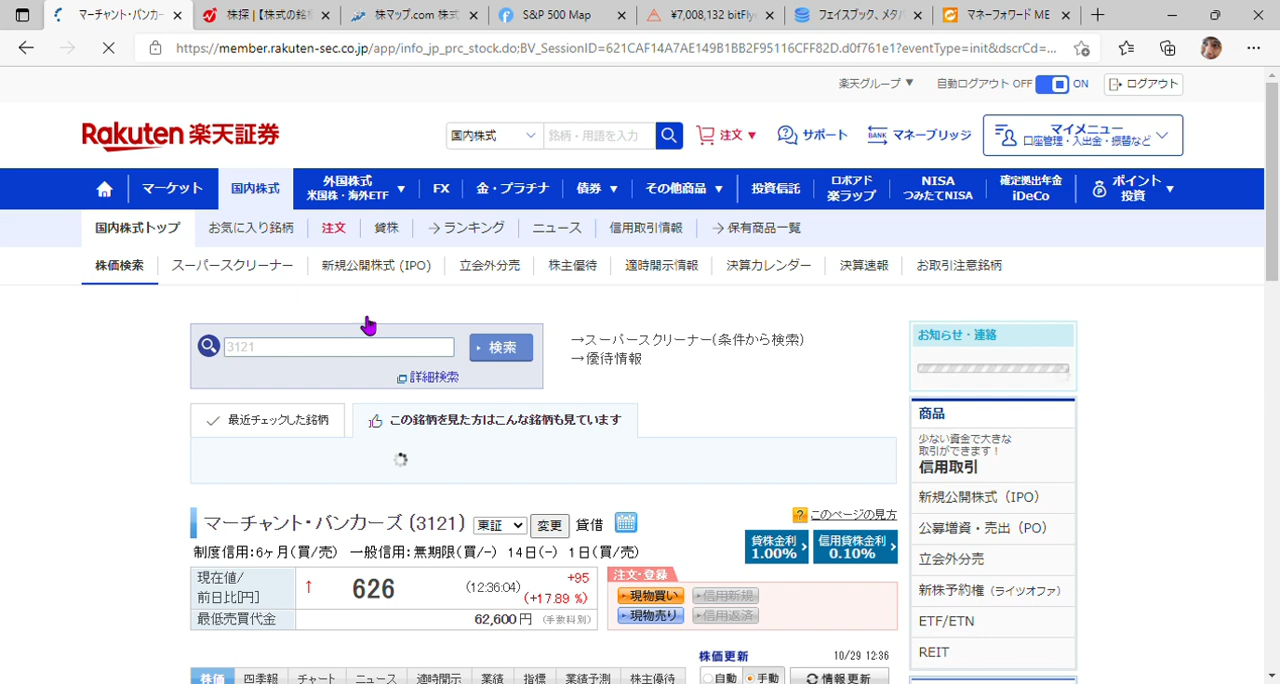 マーチャント・バンカー
株探 |【株式の銘柄
株マップ.com 株式
S&P 500 Map
¥7,008,132 bitFly
フェイスブック、メタバ
マネーフォワード ME
https://member.rakuten-sec.co.jp/app/info_jp_prc_stock.do;BV_SessionID=621CAF14A7AE149B1BB2F95116CFF82D.d0f761e1?eventType=init&dscrCd=...
楽天グループ ▼ 自動ログアウト OFF ON ログアウト
Rakuten 楽天証券
国内株式 銘柄・用語を入力 注文 ▼ サポート BANK マネーブリッジ マイメニュー
口座管理・入出金・振替など
マーケット 国内株式 外国株式
米国株・海外ETF ▼ FX 金・プラチナ 債券 ▼ その他商品 ▼ 投資信託 ロボアド
楽ラップ NISA
つみたてNISA 確定拠出年金
iDeCo ポイント
投資 ▼
国内株式トップ お気に入り銘柄 注文 貸株 →ランキング ニュース 信用取引情報 →保有商品一覧
株価検索 スーパースクリーナー 新規公開株式 (IPO) 立会外分売 株主優待 適時開示情報 決算カレンダー 決算速報 お取引注意銘柄
3121 検索
詳細検索
→スーパースクリーナー(条件から検索)
→優待情報
最近チェックした銘柄 この銘柄を見た方はこんな銘柄も見ています
マーチャント・バンカーズ (3121) 東証 変更 貸借
? このページの見方
制度信用:6ヶ月(買/売) 一般信用:無期限(買/-) 14日(-) 1日(買/売)
貸株金利
1.00%
信用貸株金利
0.10%
現在値/
前日比[円] ↑ 626 (12:36:04) +95
(+17.89 %)
最低売買代金 62,600円 (手数料別)
注文・登録
現物買い 信用新規
現物売り 信用返済
株価 四季報 チャート ニュース 適時開示 業績 指標 業績予測 株主優待
株価更新 10/29 12:36
自動 手動 情報更新
お知らせ・連絡
商品
少ない資金で大きな
取引ができます!
信用取引
新規公開株式（IPO）
公募増資・売出（PO）
立会外分売
新株予約権（ライツオファ）
ETF/ETN
REIT